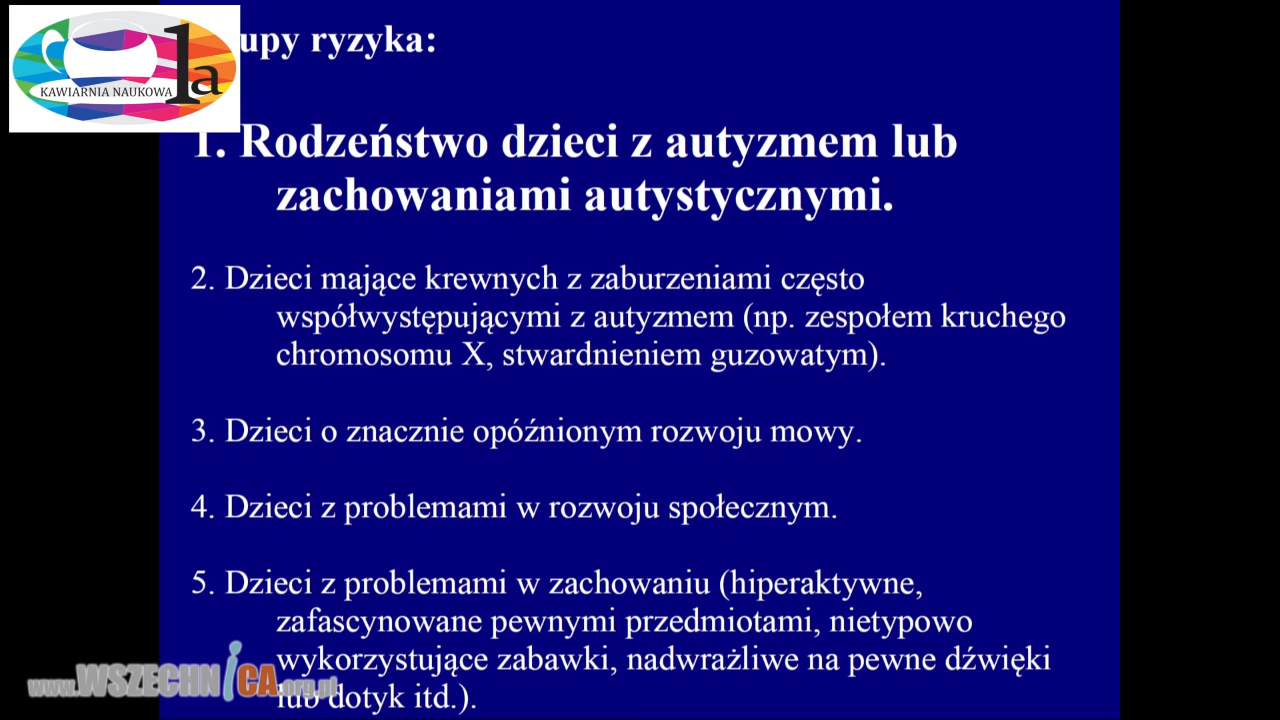 upy ryzyka:
KAWIARNIA NAUKOWA 1a
1. Rodzeństwo dzieci z autyzmem lub
zachowaniami autystycznymi.
2. Dzieci mające krewnych z zaburzeniami często
współwystępującymi z autyzmem (np. zespołem kruchego
chromosomu X, stwardnieniem guzowatym).
3. Dzieci o znacznie opóźnionym rozwoju mowy.
4. Dzieci z problemami w rozwoju społecznym.
5. Dzieci z problemami w zachowaniu (hiperaktywne,
zafascynowane pewnymi przedmiotami, nietypowo
wykorzystujące zabawki, nadwrażliwe na pewne dźwięki
lub dotyk itd.).
www.WSZECHNICA.org.pl